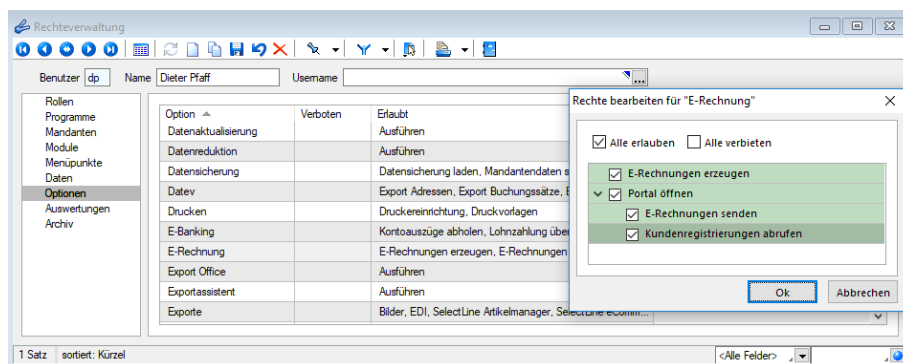 Rechteverwaltung
Benutzer dp Name Dieter Pfaff Username ...
Rollen
Programme
Mandanten
Module
Menüpunkte
Daten
Optionen
Auswertungen
Archiv
Option Verboten Erlaubt
Datenaktualisierung Ausführen
Datenreduktion Ausführen
Datensicherung Datensicherung laden, Mandantendaten s
Datev Export Adressen, Export Buchungssätze, E
Drucken Druckereinrichtung, Druckvorlagen
E-Banking Kontoauszüge abholen, Lohnzahlung über
E-Rechnung E-Rechnungen erzeugen, E-Rechnungen
Export Office Ausführen
Exportassistent Ausführen
Exporte Bilder, EDI, SelectLine Artikelmanager, SelectLine eComm...
Rechte bearbeiten für "E-Rechnung"
Alle erlauben Alle verbieten
E-Rechnungen erzeugen
Portal öffnen
E-Rechnungen senden
Kundenregistrierungen abrufen
Ok Abbrechen
1 Satz sortiert: Kürzel <Alle Felder>